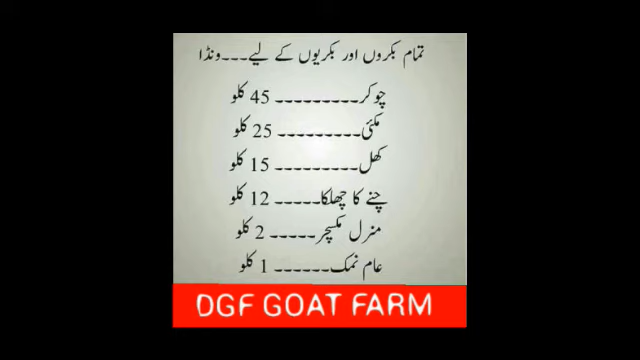 تمام بکروں اور بکریوں کے لیے۔۔۔ونڈا
چوکر۔۔۔۔۔۔۔۔۔ 45 کلو
مکئی۔۔۔۔۔۔۔۔۔ 25 کلو
کھل۔۔۔۔۔۔۔۔۔ 15 کلو
چنے کا چھلکا۔۔۔۔۔ 12 کلو
منرل مکسچر۔۔۔۔۔ 2 کلو
عام نمک۔۔۔۔۔۔ 1 کلو
DGF GOAT FARM